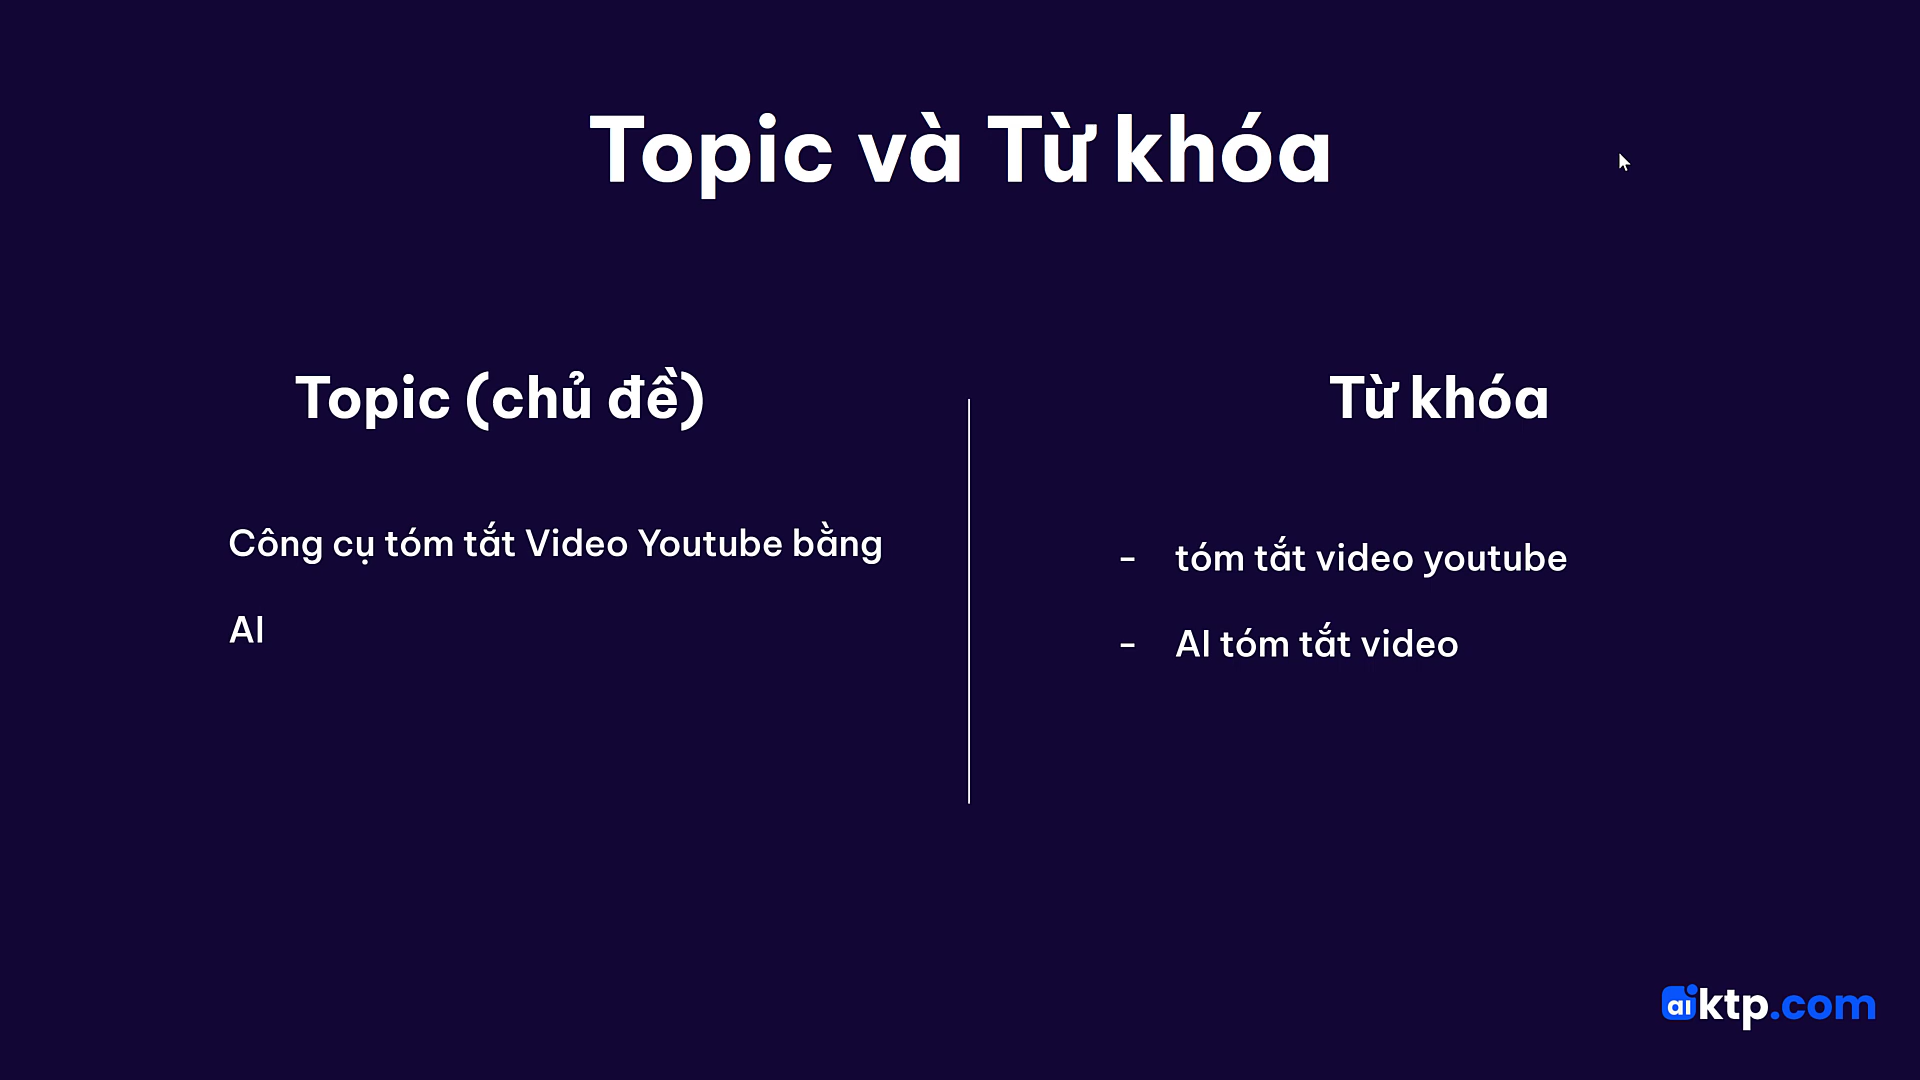 Topic và Từ khóa
Topic (chủ đề)
Công cụ tóm tắt Video Youtube bằng
AI
Từ khóa
- tóm tắt video youtube
- AI tóm tắt video
aiktp.com